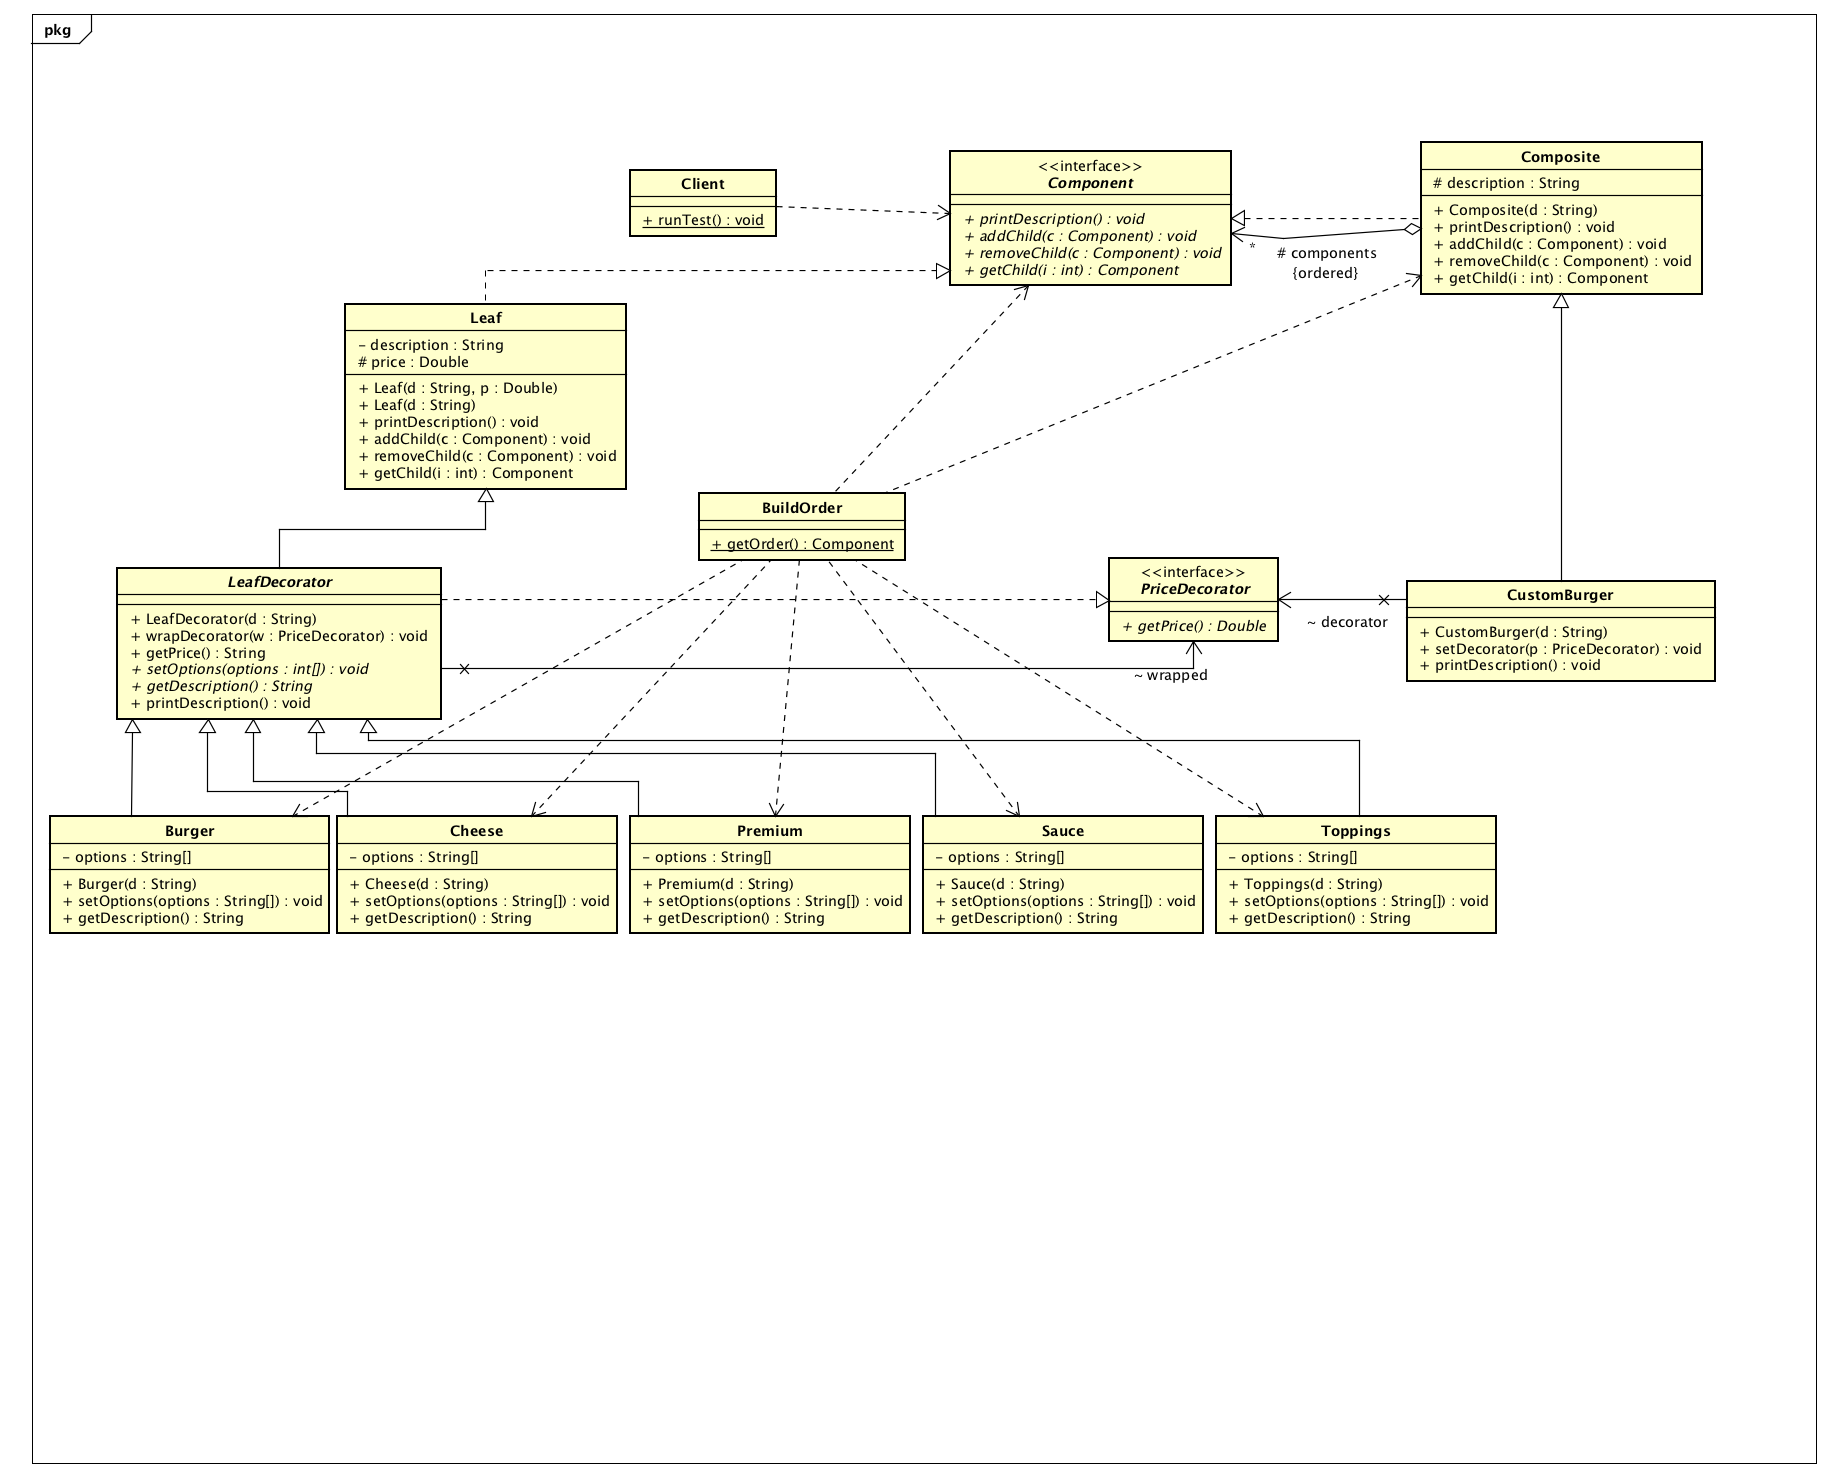 pkg
Client
+ runTest() : void
<<interface>>
Component
+ printDescription() : void
+ addChild(c : Component) : void
+ removeChild(c : Component) : void
+ getChild(i : int) : Component
Composite
# description : String
+ Composite(d : String)
+ printDescription() : void
+ addChild(c : Component) : void
+ removeChild(c : Component) : void
+ getChild(i : int) : Component
*
# components
{ordered}
Leaf
- description : String
# price : Double
+ Leaf(d : String, p : Double)
+ Leaf(d : String)
+ printDescription() : void
+ addChild(c : Component) : void
+ removeChild(c : Component) : void
+ getChild(i : int) : Component
BuildOrder
+ getOrder() : Component
LeafDecorator
+ LeafDecorator(d : String)
+ wrapDecorator(w : PriceDecorator) : void
+ getPrice() : String
+ setOptions(options : int[]) : void
+ getDescription() : String
+ printDescription() : void
<<interface>>
PriceDecorator
+ getPrice() : Double
~ wrapped
~ decorator
CustomBurger
+ CustomBurger(d : String)
+ setDecorator(p : PriceDecorator) : void
+ printDescription() : void
Burger
- options : String[]
+ Burger(d : String)
+ setOptions(options : String[]) : void
+ getDescription() : String
Cheese
- options : String[]
+ Cheese(d : String)
+ setOptions(options : String[]) : void
+ getDescription() : String
Premium
- options : String[]
+ Premium(d : String)
+ setOptions(options : String[]) : void
+ getDescription() : String
Sauce
- options : String[]
+ Sauce(d : String)
+ setOptions(options : String[]) : void
+ getDescription() : String
Toppings
- options : String[]
+ Toppings(d : String)
+ setOptions(options : String[]) : void
+ getDescription() : String